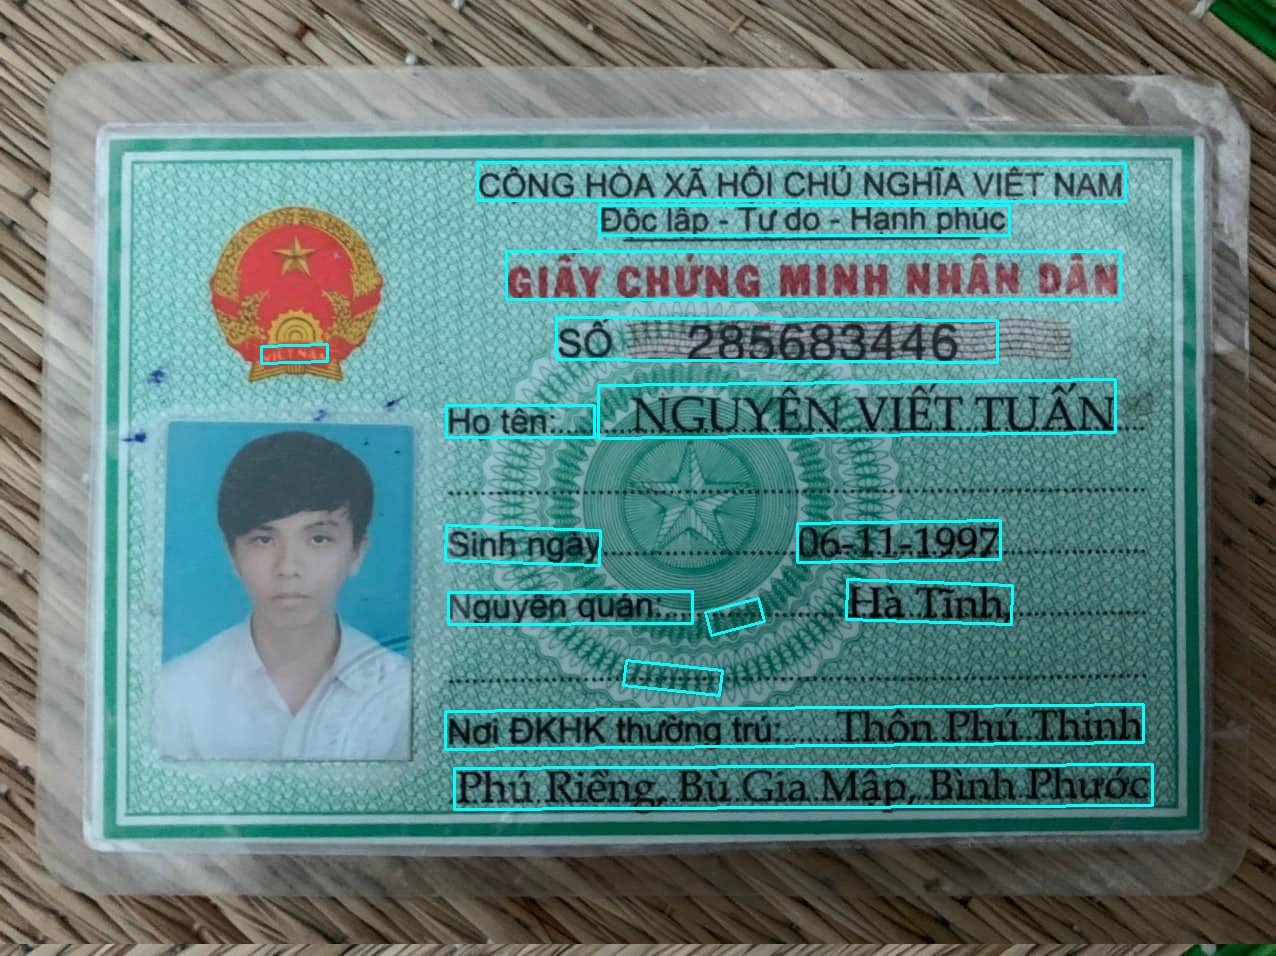 CỘNG HÒA XÃ HỘI CHỦ NGHĨA VIỆT NAM
Độc lập - Tự do - Hạnh phúc
GIẤY CHỨNG MINH NHÂN DÂN
SỐ 285683446
VIỆT NAM
Họ tên: NGUYỄN VIẾT TUẤN
Sinh ngày 06-11-1997
Nguyên quán: Hà Tĩnh,
Nơi ĐKHK thường trú: Thôn Phú Thịnh
Phú Riềng, Bù Gia Mập, Bình Phước